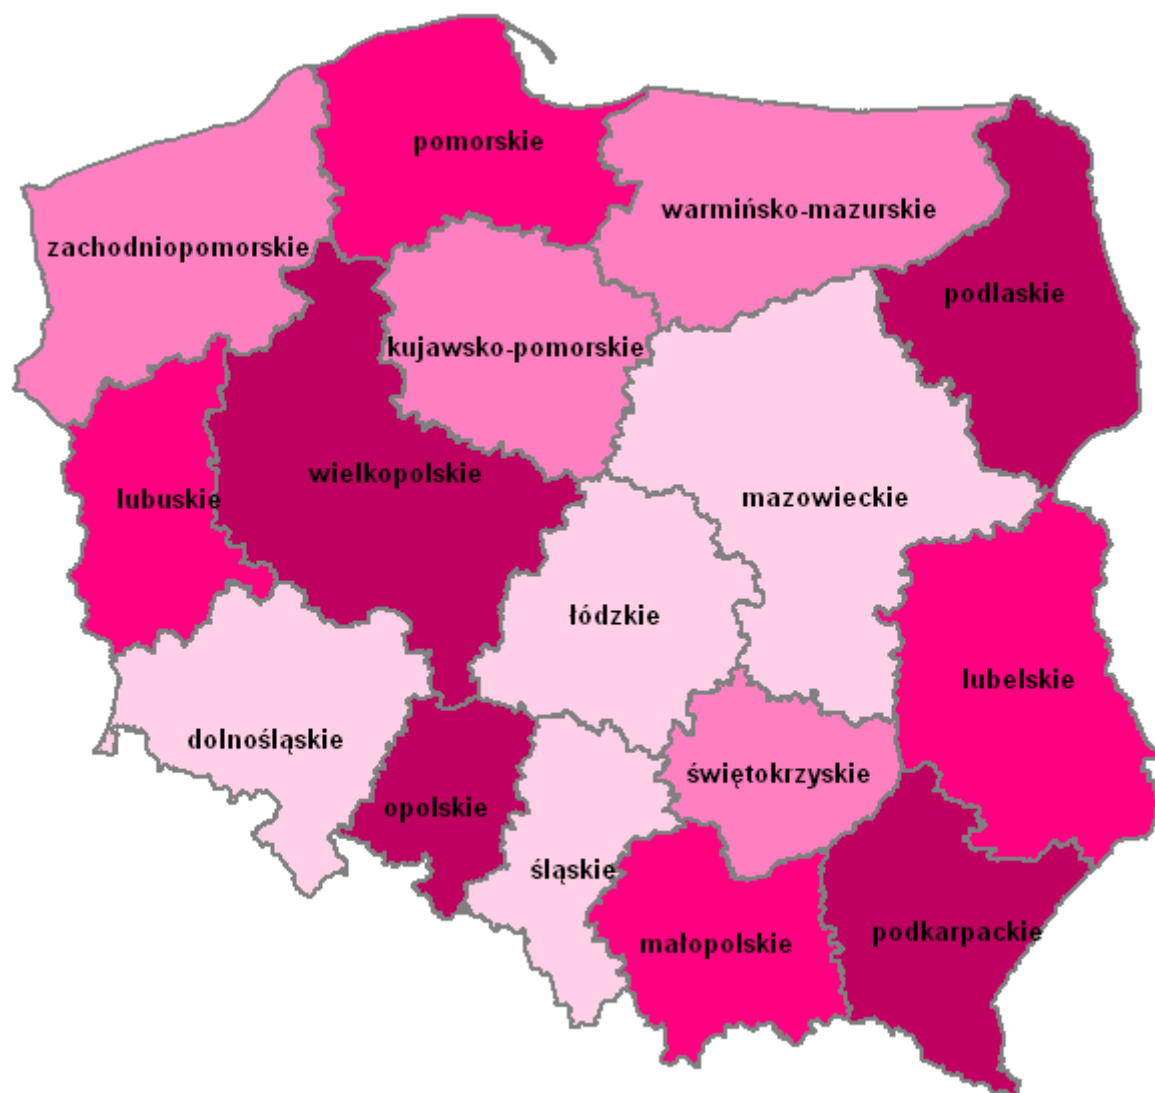 pomorskie
warmińsko-mazurskie
zachodniopomorskie
podlaskie
kujawsko-pomorskie
wielkopolskie
mazowieckie
lubuskie
łódzkie
lubelskie
dolnośląskie
świętokrzyskie
opolskie
śląskie
podkarpackie
małopolskie